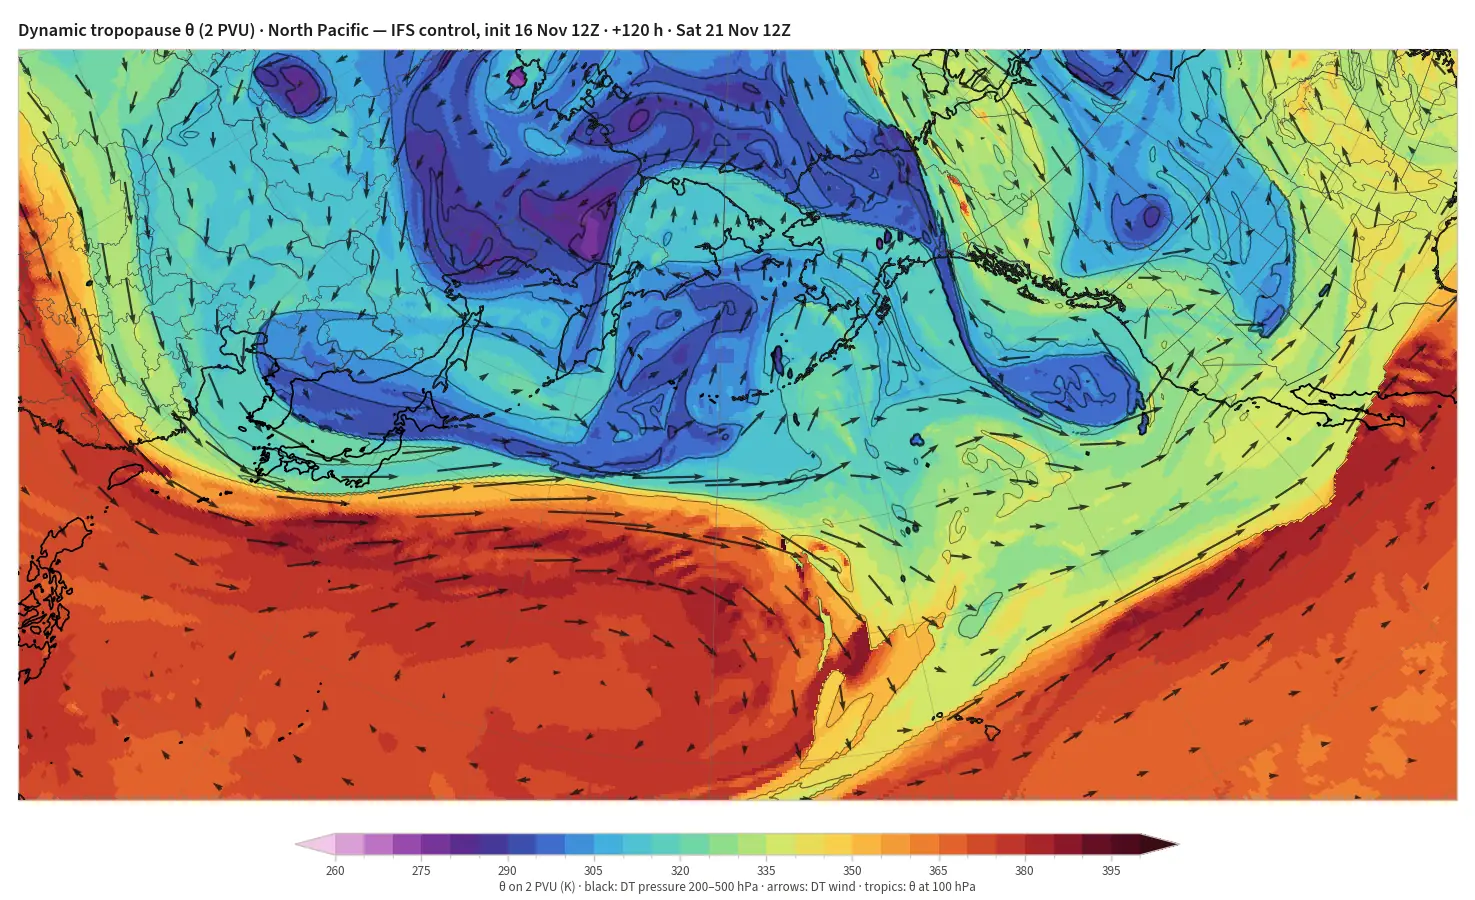 Dynamic tropopause θ (2 PVU) · North Pacific — IFS control, init 16 Nov 12Z · +120 h · Sat 21 Nov 12Z
260 275 290 305 320 335 350 365 380 395
θ on 2 PVU (K) · black: DT pressure 200–500 hPa · arrows: DT wind · tropics: θ at 100 hPa